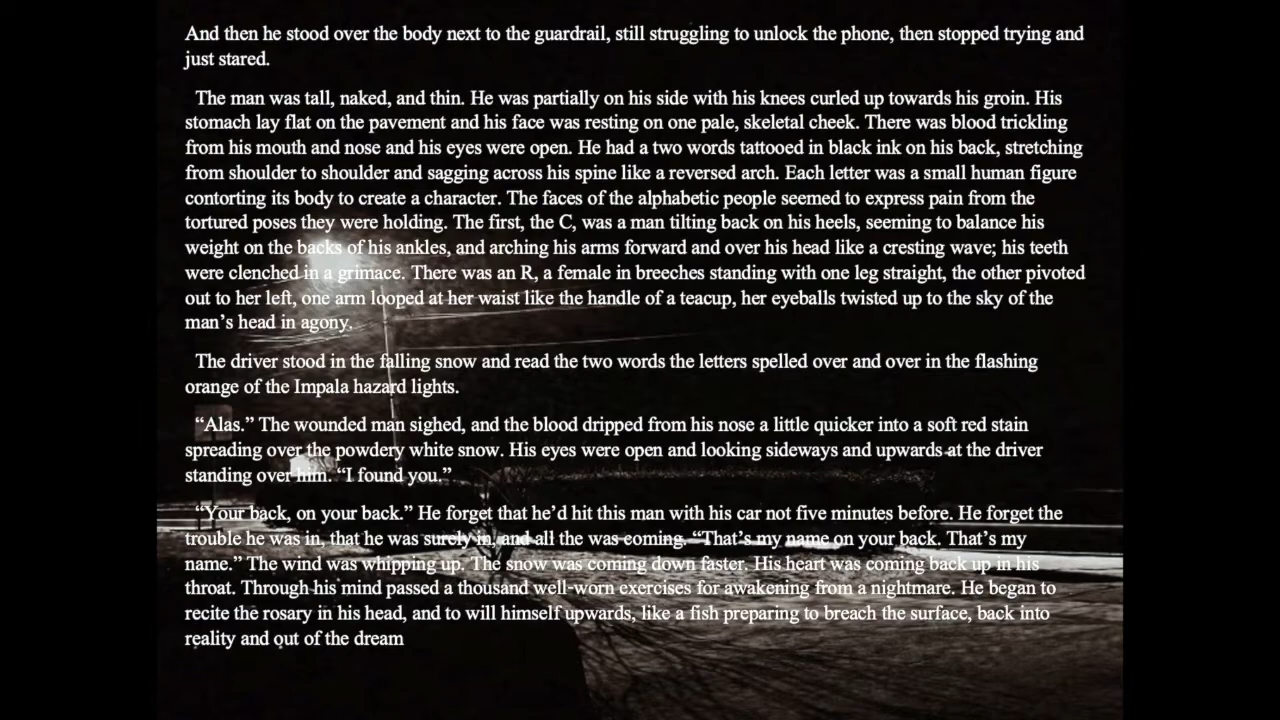 And then he stood over the body next to the guardrail, still struggling to unlock the phone, then stopped trying and
just stared.
The man was tall, naked, and thin. He was partially on his side with his knees curled up towards his groin. His
stomach lay flat on the pavement and his face was resting on one pale, skeletal cheek. There was blood trickling
from his mouth and nose and his eyes were open. He had a two words tattooed in black ink on his back, stretching
from shoulder to shoulder and sagging across his spine like a reversed arch. Each letter was a small human figure
contorting its body to create a character. The faces of the alphabetic people seemed to express pain from the
tortured poses they were holding. The first, the C, was a man tilting back on his heels, seeming to balance his
weight on the backs of his ankles, and arching his arms forward and over his head like a cresting wave; his teeth
were clenched in a grimace. There was an R, a female in breeches standing with one leg straight, the other pivoted
out to her left, one arm looped at her waist like the handle of a teacup, her eyeballs twisted up to the sky of the
man’s head in agony.
The driver stood in the falling snow and read the two words the letters spelled over and over in the flashing
orange of the Impala hazard lights.
“Alas.” The wounded man sighed, and the blood dripped from his nose a little quicker into a soft red stain
spreading over the powdery white snow. His eyes were open and looking sideways and upwards at the driver
standing over him. “I found you.”
“Your back, on your back.” He forget that he’d hit this man with his car not five minutes before. He forget the
trouble he was in, that he was surely in, and all the was coming. “That’s my name on your back. That’s my
name.” The wind was whipping up. The snow was coming down faster. His heart was coming back up in his
throat. Through his mind passed a thousand well-worn exercises for awakening from a nightmare. He began to
recite the rosary in his head, and to will himself upwards, like a fish preparing to breach the surface, back into
reality and out of the dream